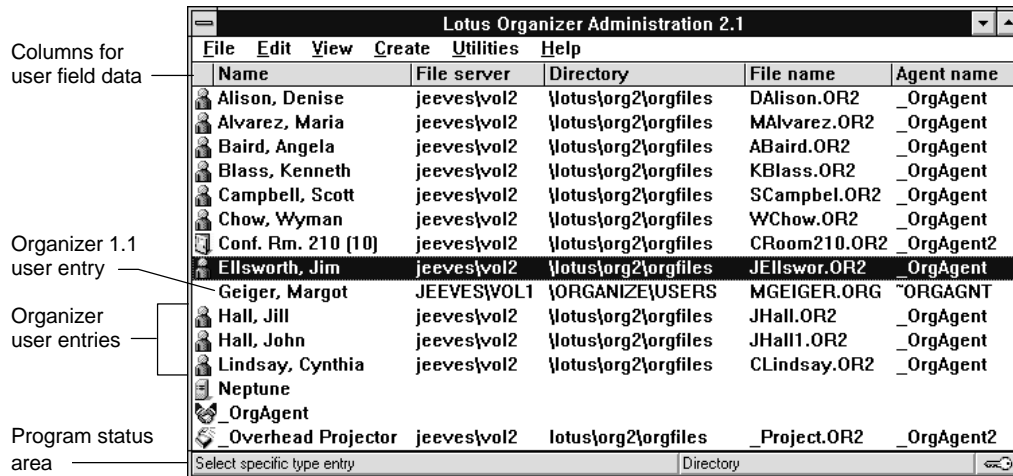 Lotus Organizer Administration 2.1
File Edit View Create Utilities Help
Columns for
user field data
Name File server Directory File name Agent name
Alison, Denise jeeves\vol2 \lotus\org2\orgfiles DAlison.OR2 _OrgAgent
Alvarez, Maria jeeves\vol2 \lotus\org2\orgfiles MAlvarez.OR2 _OrgAgent
Baird, Angela jeeves\vol2 \lotus\org2\orgfiles ABaird.OR2 _OrgAgent
Blass, Kenneth jeeves\vol2 \lotus\org2\orgfiles KBlass.OR2 _OrgAgent
Campbell, Scott jeeves\vol2 \lotus\org2\orgfiles SCampbel.OR2 _OrgAgent
Chow, Wyman jeeves\vol2 \lotus\org2\orgfiles WChow.OR2 _OrgAgent
Conf. Rm. 210 (10) jeeves\vol2 \lotus\org2\orgfiles CRoom210.OR2 _OrgAgent2
Ellsworth, Jim jeeves\vol2 \lotus\org2\orgfiles JEllswor.OR2 _OrgAgent
Organizer 1.1
user entry
Geiger, Margot JEEVES\VOL1 \ORGANIZE\USERS MGEIGER.ORG ~ORGAGNT
Organizer
user entries
Hall, Jill jeeves\vol2 \lotus\org2\orgfiles JHall.OR2 _OrgAgent
Hall, John jeeves\vol2 \lotus\org2\orgfiles JHall1.OR2 _OrgAgent
Lindsay, Cynthia jeeves\vol2 \lotus\org2\orgfiles CLindsay.OR2 _OrgAgent
Neptune
_OrgAgent
_Overhead Projector jeeves\vol2 lotus\org2\orgfiles _Project.OR2 _OrgAgent2
Program status
area
Select specific type entry Directory